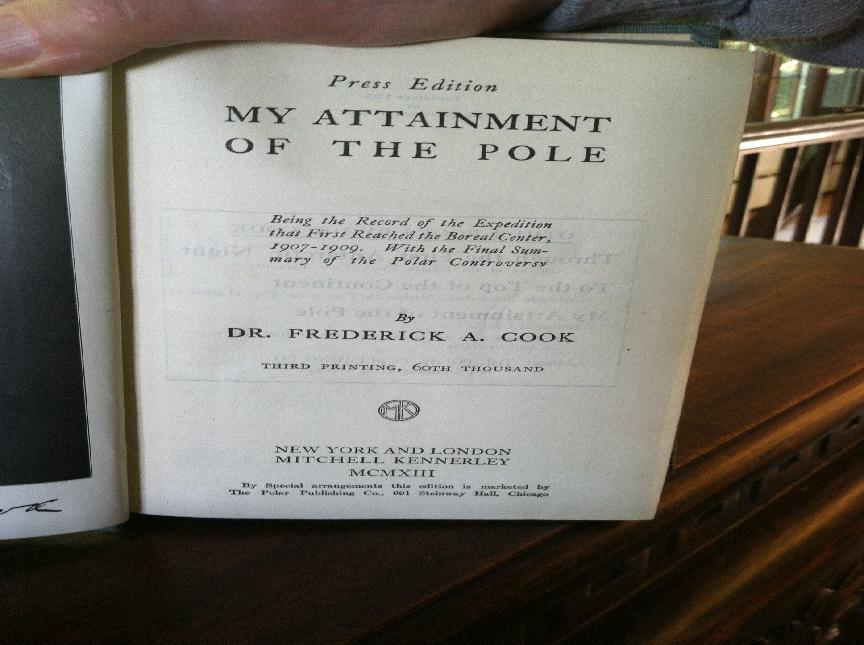 Press Edition
MY ATTAINMENT
OF THE POLE
Being the Record of the Expedition
that First Reached the Boreal Center,
1907-1909. With the Final Sum-
mary of the Polar Controversy
By
DR. FREDERICK A. COOK
THIRD PRINTING, 60TH THOUSAND
MK
NEW YORK AND LONDON
MITCHELL KENNERLEY
MCMXIII
By Special arrangements this edition is marketed by
The Polar Publishing Co., 601 Steinway Hall, Chicago